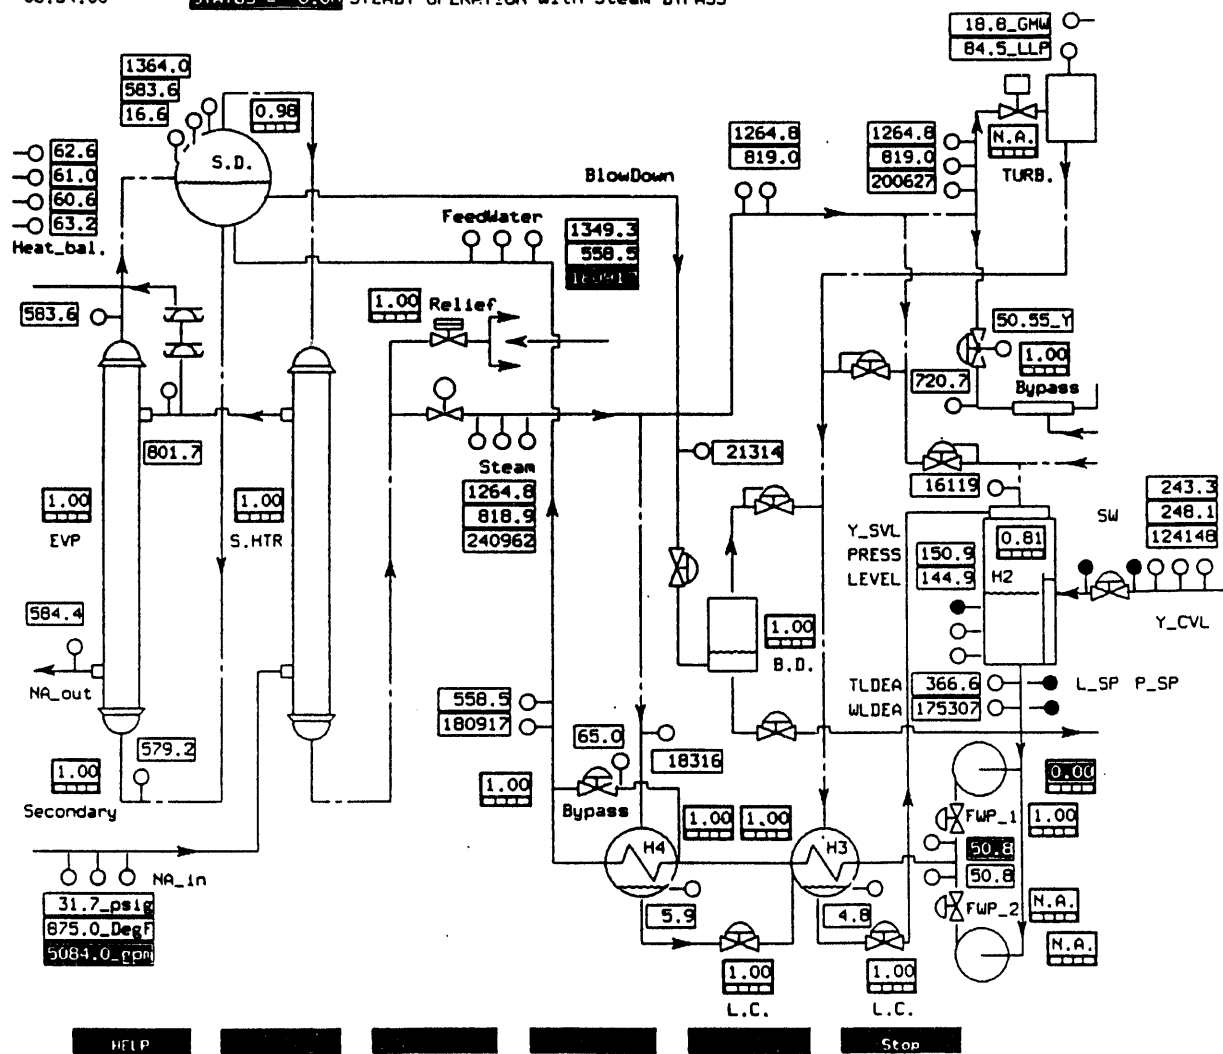 STEADY OPERATION with Steam BYPASS
18.8_GMW
84.5_LLP
1364.0
583.6
16.6
0.98
1264.8
819.0
1264.8
819.0
200627
N.A.
TURB.
62.6
61.0
60.6
63.2
Heat_bal.
S.D.
BlowDown
FeedWater
1349.3
558.5
583.6
1.00
Relief
50.55_Y
1.00
Bypass
720.7
801.7
21314
Steam
1264.8
818.9
240962
16119
243.3
248.1
124148
SW
1.00
EVP
1.00
S.HTR
Y_SVL
PRESS
150.9
LEVEL
144.9
0.81
H2
Y_CVL
584.4
NA_out
1.00
B.D.
558.5
180917
TLDEA
366.6
WLDEA
175307
L_SP
P_SP
579.2
1.00
Secondary
65.0
18316
1.00
Bypass
0.00
FWP_1
1.00
1.00
1.00
H4
H3
50.8
50.8
NA_in
31.7_psig
875.0_DegF
5084.0_gpm
5.9
4.8
FWP_2
N.A.
N.A.
1.00
L.C.
1.00
L.C.
HELP
Stop